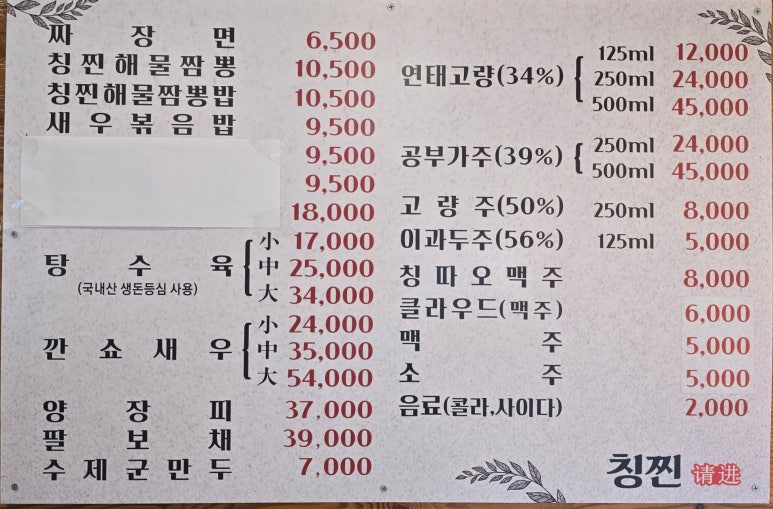 짜장면 6,500
칭찐해물짬뽕 10,500
칭찐해물짬뽕밥 10,500
새우볶음밥 9,500
9,500
9,500
18,000
탕수육 小 17,000
(국내산 생돈등심 사용) 中 25,000
大 34,000
깐쇼새우 小 24,000
中 35,000
大 54,000
양장피 37,000
팔보채 39,000
수제군만두 7,000
연태고량(34%) 125ml 12,000
250ml 24,000
500ml 45,000
공부가주(39%) 250ml 24,000
500ml 45,000
고량주(50%) 250ml 8,000
이과두주(56%) 125ml 5,000
칭따오맥주 8,000
클라우드(맥주) 6,000
맥주 5,000
소주 5,000
음료(콜라,사이다) 2,000
칭찐 请进